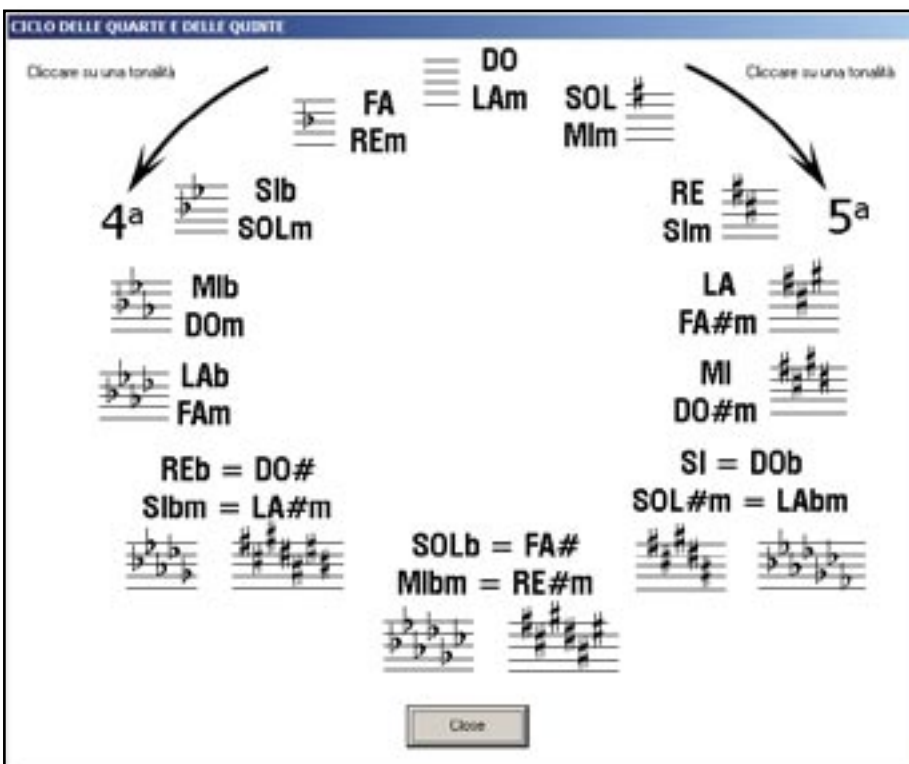 CICLO DELLE QUARTE E DELLE QUINTE
Cliccare su una tonalità
Cliccare su una tonalità
DO
LAm
FA
REm
SOL
MIm
4ª
SIb
SOLm
RE
SIm
5ª
MIb
DOm
LA
FA#m
LAb
FAm
MI
DO#m
REb = DO#
SIbm = LA#m
SI = DOb
SOL#m = LAbm
SOLb = FA#
MIbm = RE#m
Close